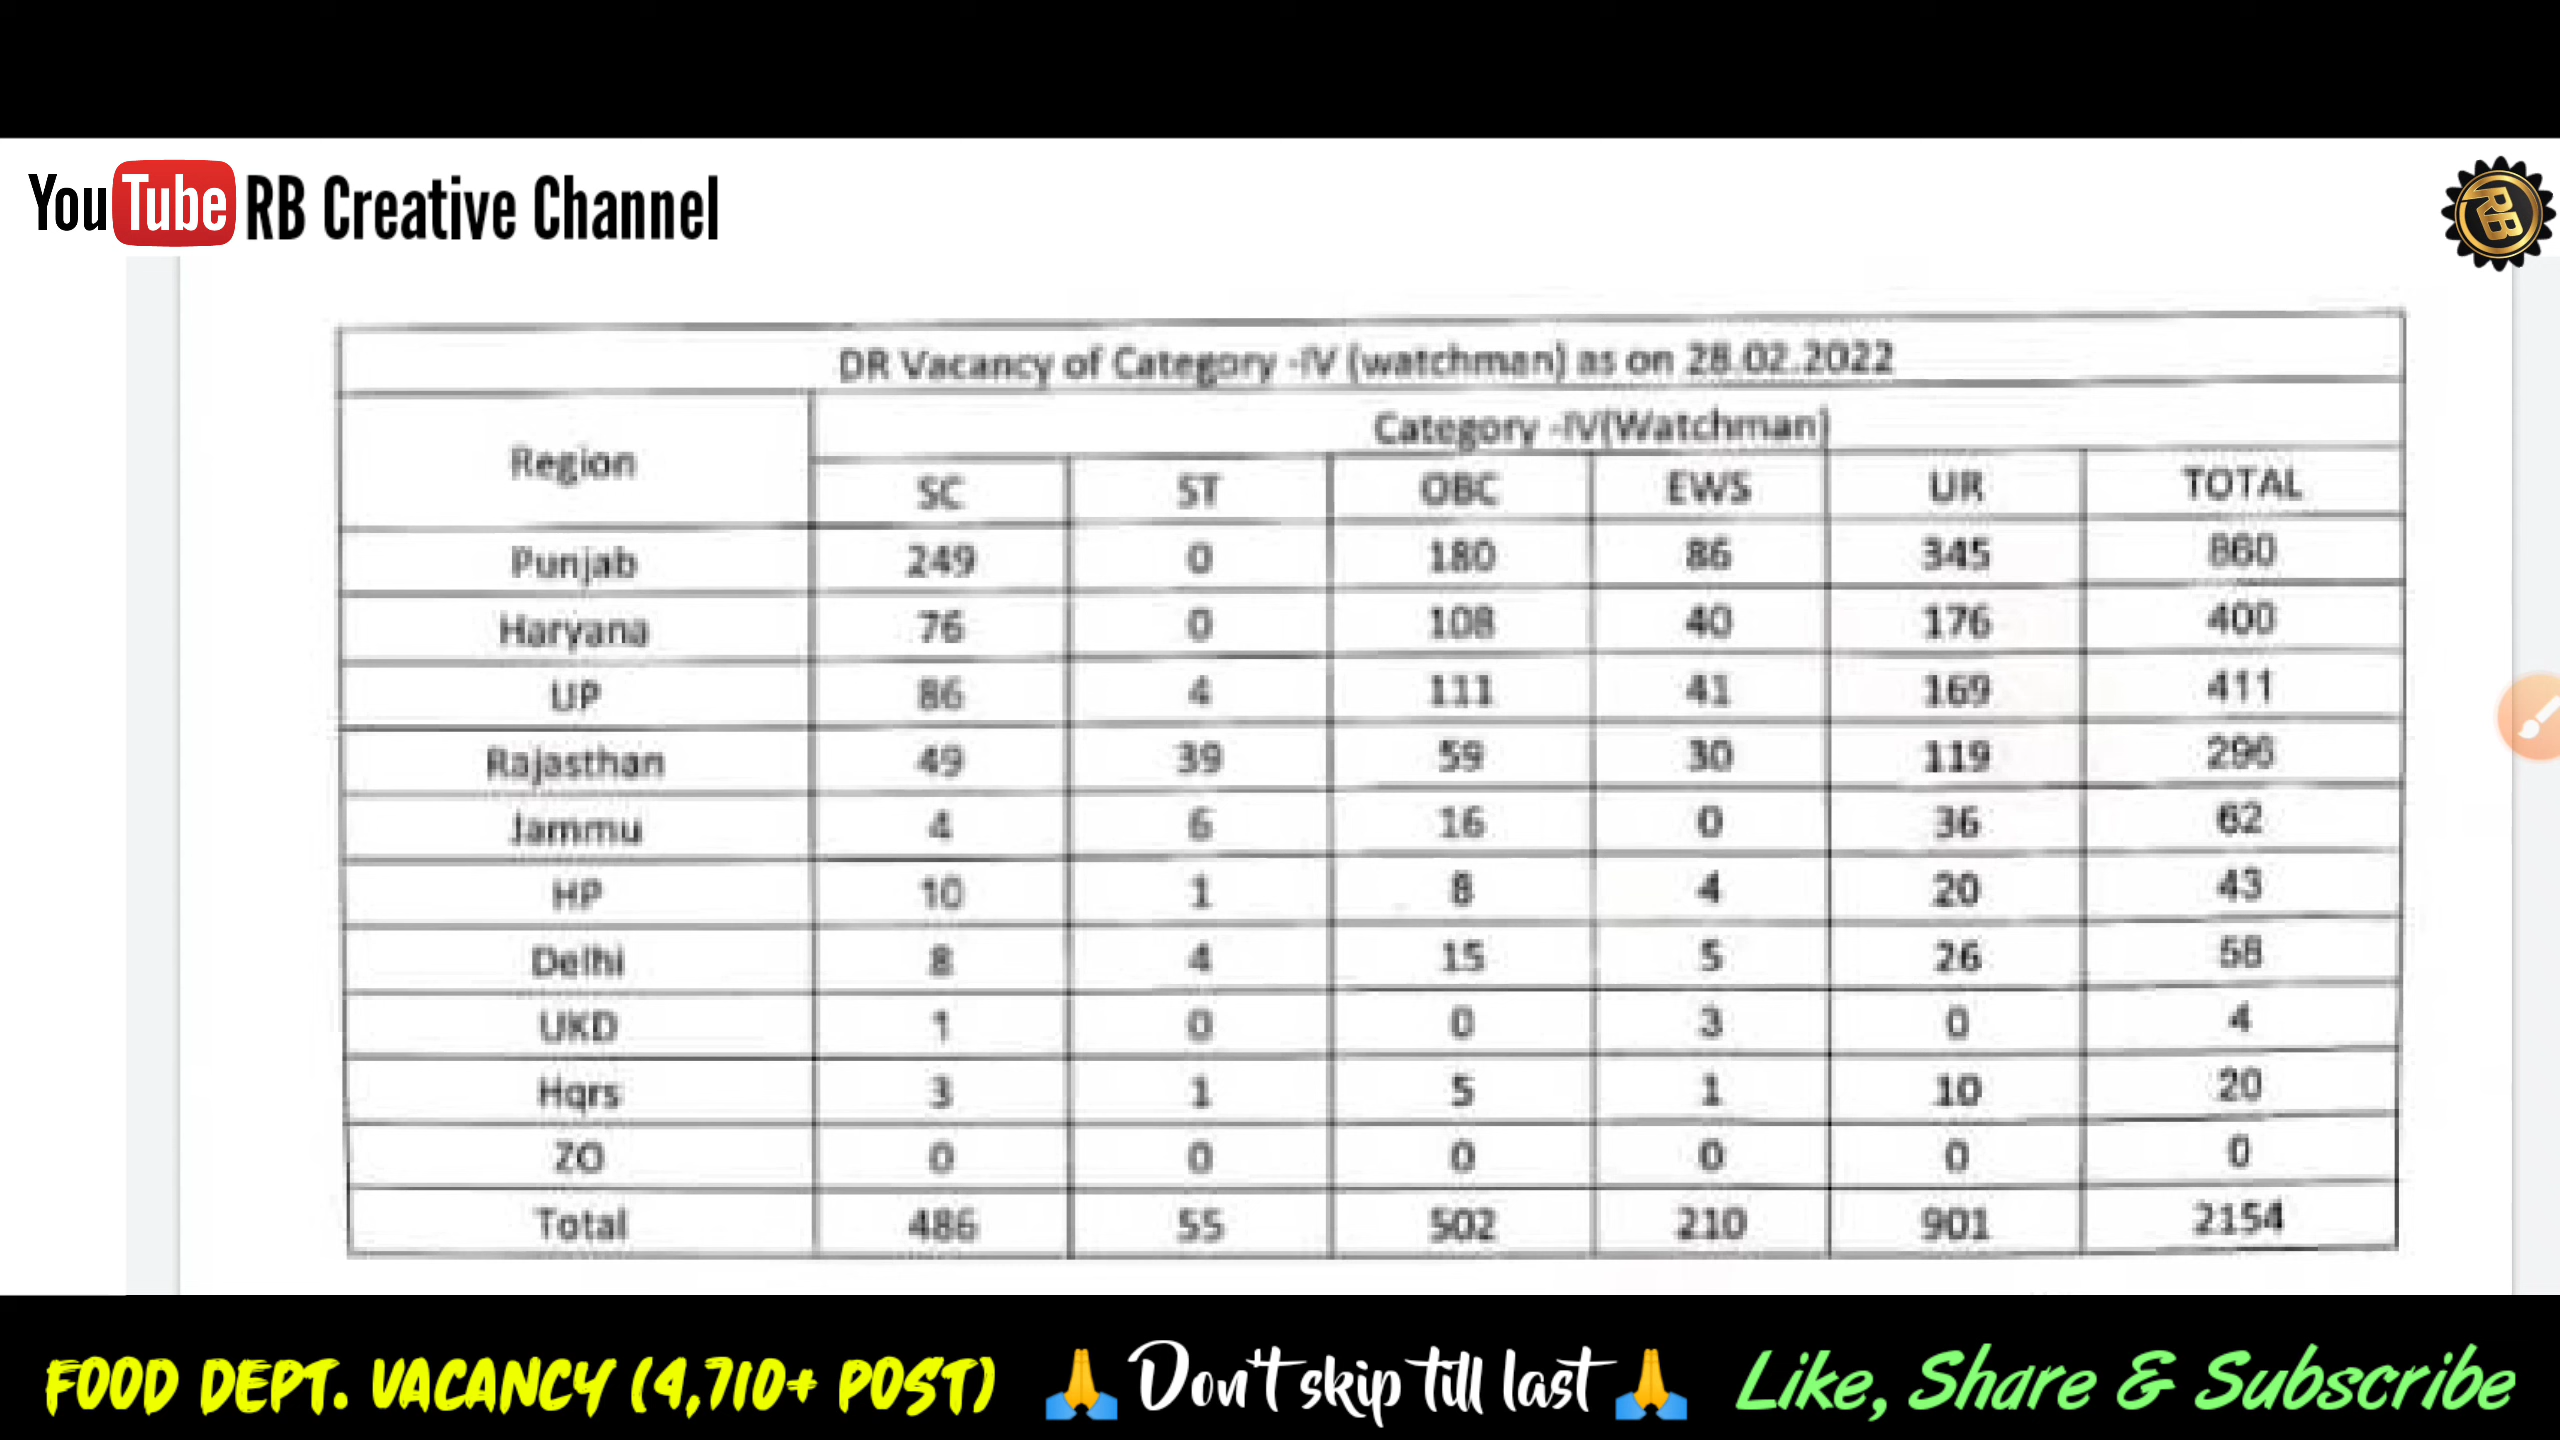 YouTube RB Creative Channel
RB
DR Vacancy of Category -IV (watchman) as on 28.02.2022
Region Category -IV(Watchman)
SC ST OBC EWS UR TOTAL
Punjab 249 0 180 86 345 860
Haryana 76 0 108 40 176 400
UP 86 4 111 41 169 411
Rajasthan 49 39 59 30 119 296
Jammu 4 6 16 0 36 62
HP 10 1 8 4 20 43
Delhi 8 4 15 5 26 58
UKD 1 0 0 3 0 4
Hqrs 3 1 5 1 10 20
ZO 0 0 0 0 0 0
Total 486 55 502 210 901 2154
FOOD DEPT. VACANCY (4,710+ POST) 🙏 Don't skip till last 🙏 Like, Share & Subscribe